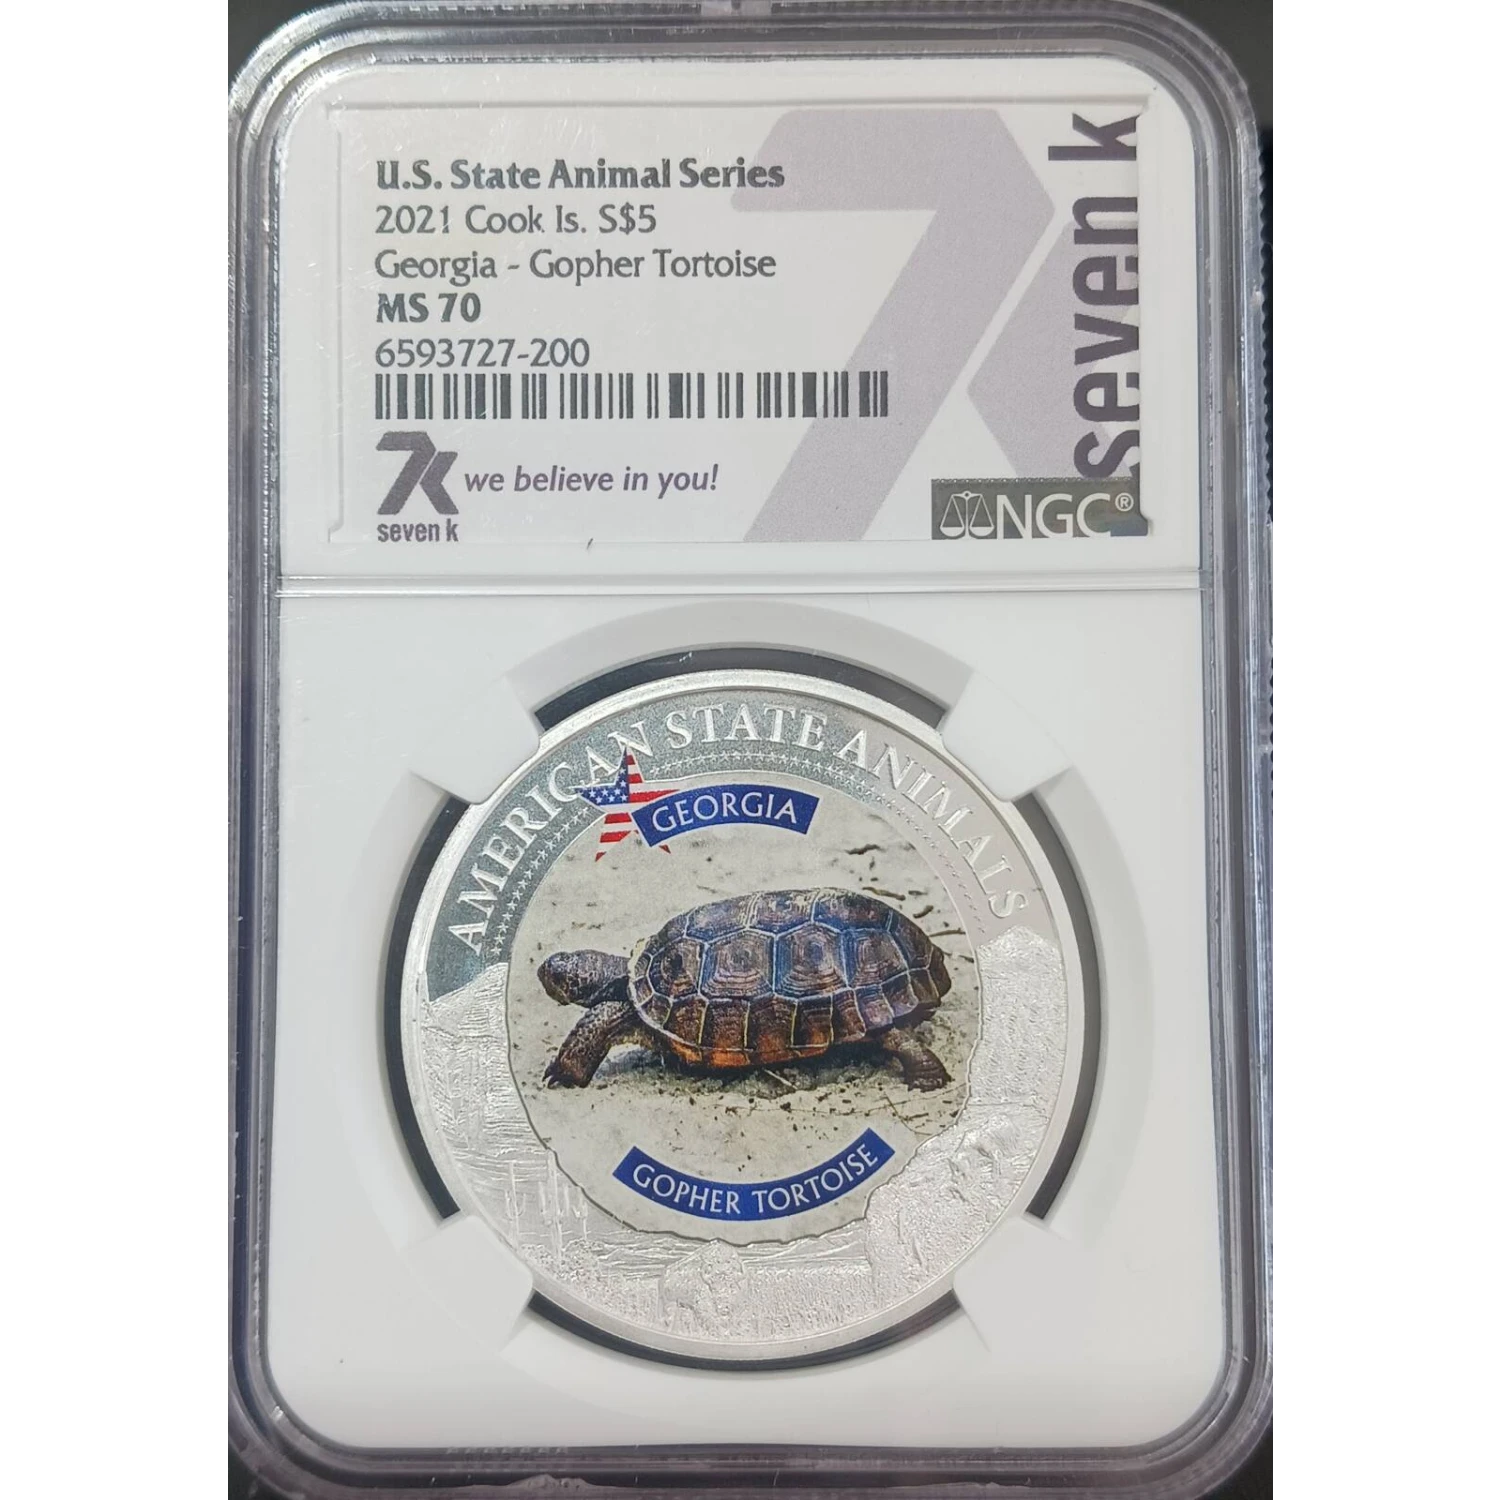 U.S. State Animal Series
2021 Cook Is. S$5
Georgia - Gopher Tortoise
MS 70
6593727-200
7k
seven k
we believe in you!
seven k
NGC®
AMERICAN STATE ANIMALS
GEORGIA
GOPHER TORTOISE